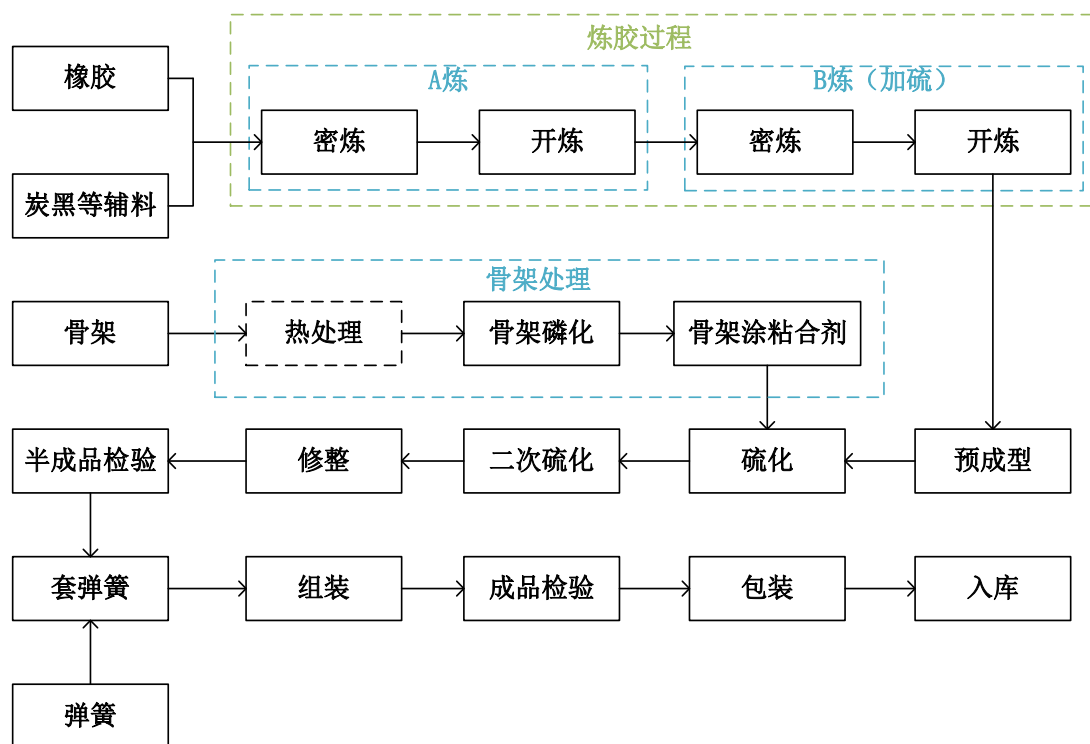 炼胶过程
橡胶
A炼
B炼（加硫）
密炼
开炼
密炼
开炼
炭黑等辅料
骨架处理
骨架
热处理
骨架磷化
骨架涂粘合剂
半成品检验
修整
二次硫化
硫化
预成型
套弹簧
组装
成品检验
包装
入库
弹簧